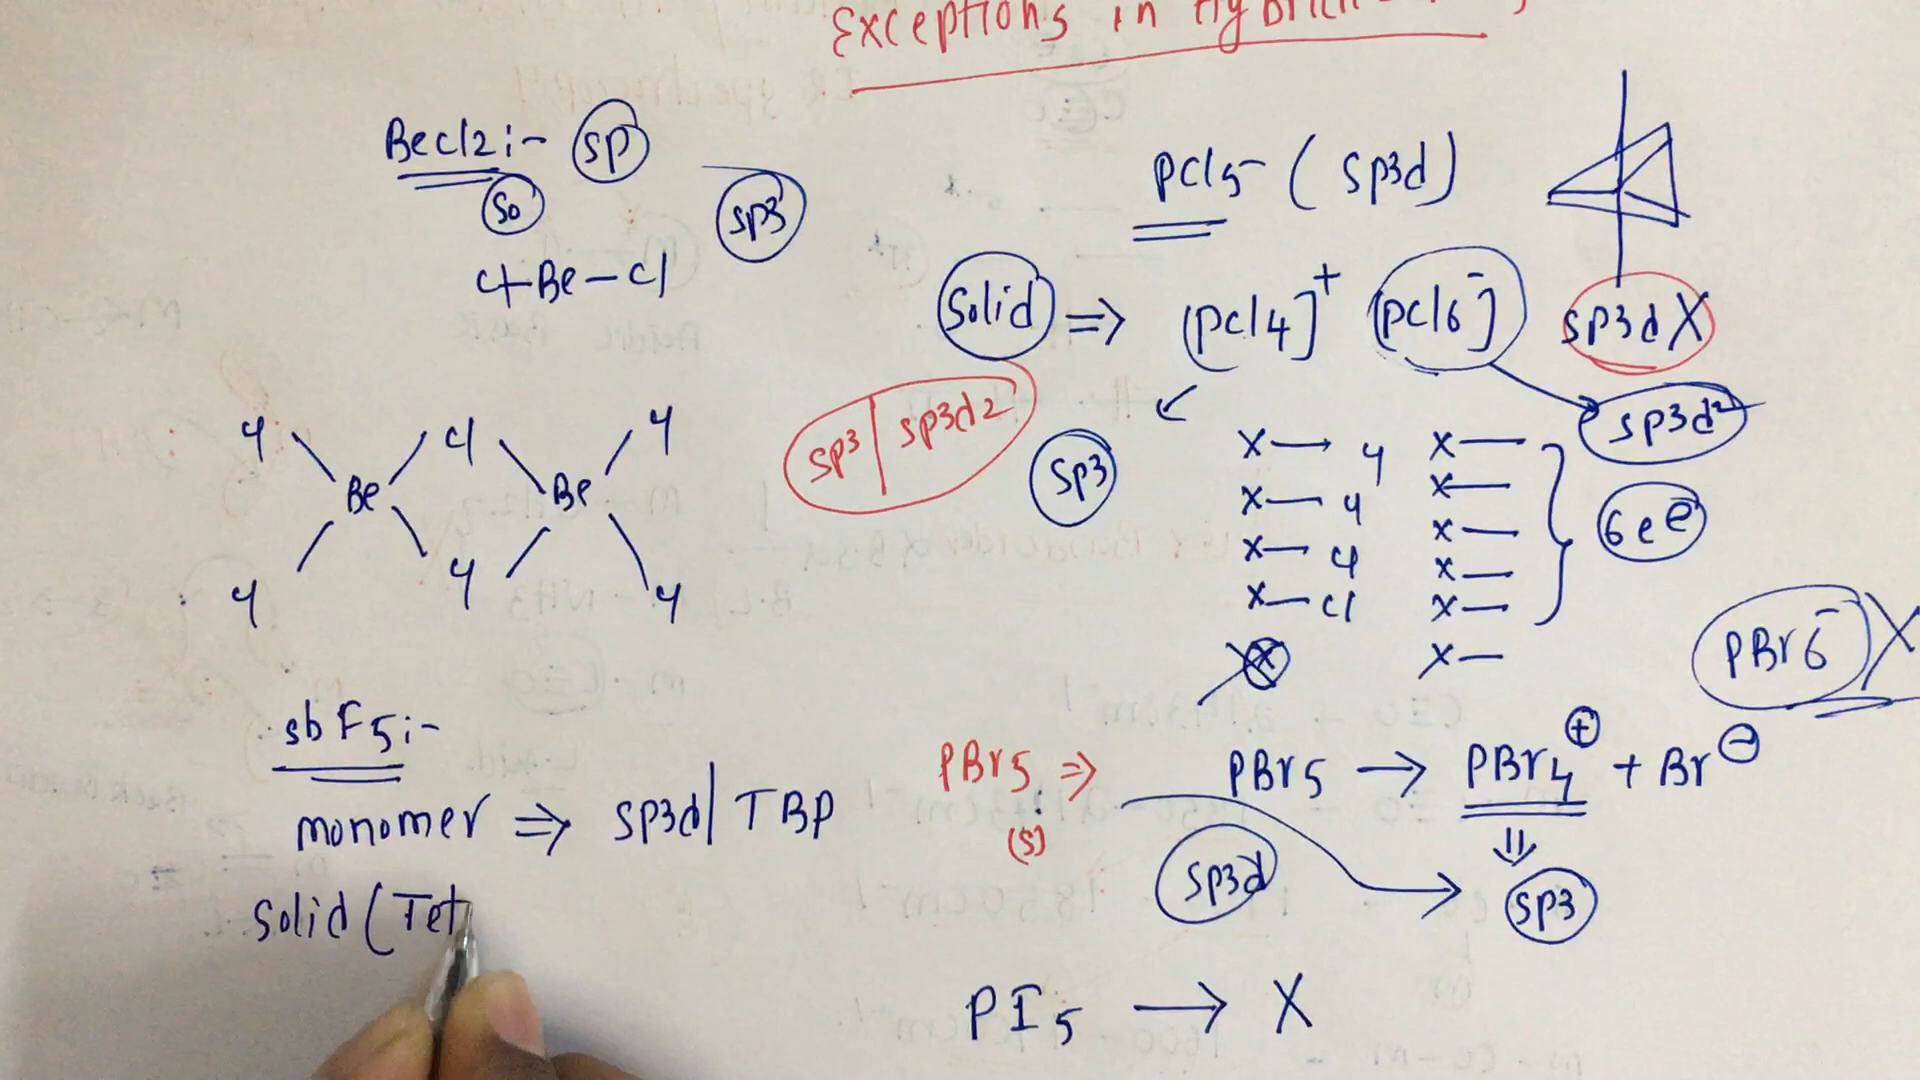 Exceptions in
BeCl2:- sp
sp3
Cl-Be-Cl
Cl Cl Cl
Be Be
Cl Cl Cl
PCl5- (sp3d)
Solid ⇒ [PCl4]+ [PCl6-] sp3d X
sp3 | sp3d2
sp3
sp3d2
X— Cl X—
X— Cl X—
X— Cl X—
X— Cl X—
X X—
X—
6e e
PBr6- X
PBr5 ⇒
(S)
PBr5 → PBr4⊕ + Br⊖
sp3d → sp3
PI5 → X
sbF5:-
monomer ⇒ sp3d | TBP
Solid (Tet